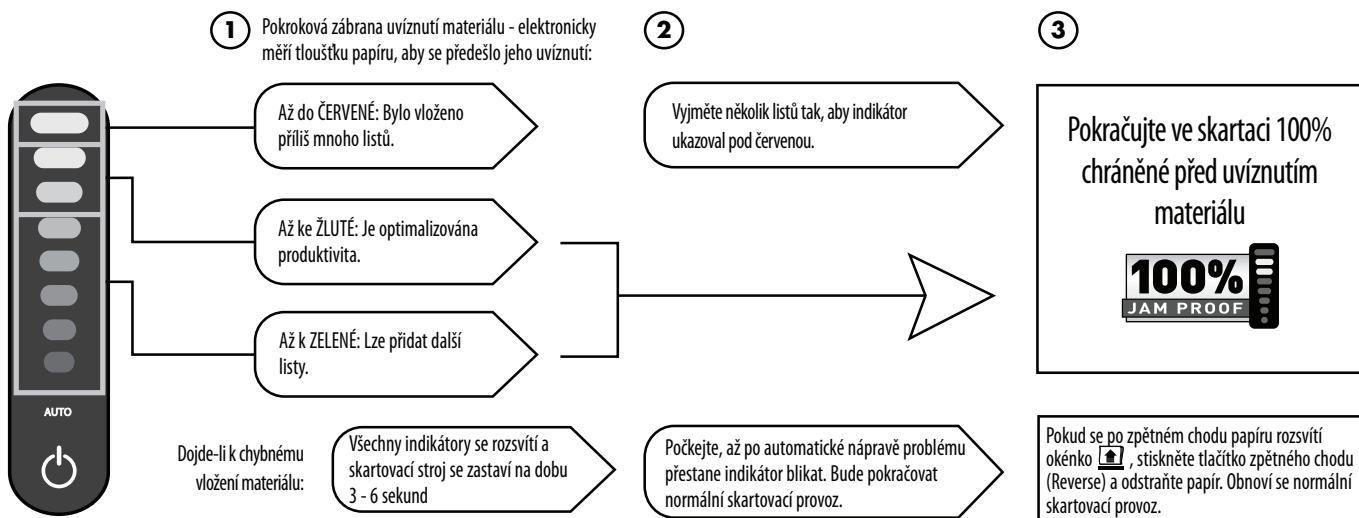 1
Pokroková zábrana uvíznutí materiálu - elektronicky
měří tloušťku papíru, aby se předešlo jeho uvíznutí:
Až do ČERVENÉ: Bylo vloženo
příliš mnoho listů.
Až ke ŽLUTÉ: Je optimalizována
produktivita.
Až k ZELENÉ: Lze přidat další
listy.
AUTO
2
Vyjměte několik listů tak, aby indikátor
ukazoval pod červenou.
3
Pokračujte ve skartaci 100%
chráněné před uvíznutím
materiálu
100%
JAM PROOF
Dojde-li k chybnému
vložení materiálu:
Všechny indikátory se rozsvítí a
skartovací stroj se zastaví na dobu
3 - 6 sekund
Počkejte, až po automatické nápravě problému
přestane indikátor blikat. Bude pokračovat
normální skartovací provoz.
Pokud se po zpětném chodu papíru rozsvítí
okénko , stiskněte tlačítko zpětného chodu
(Reverse) a odstraňte papír. Obnoví se normální
skartovací provoz.